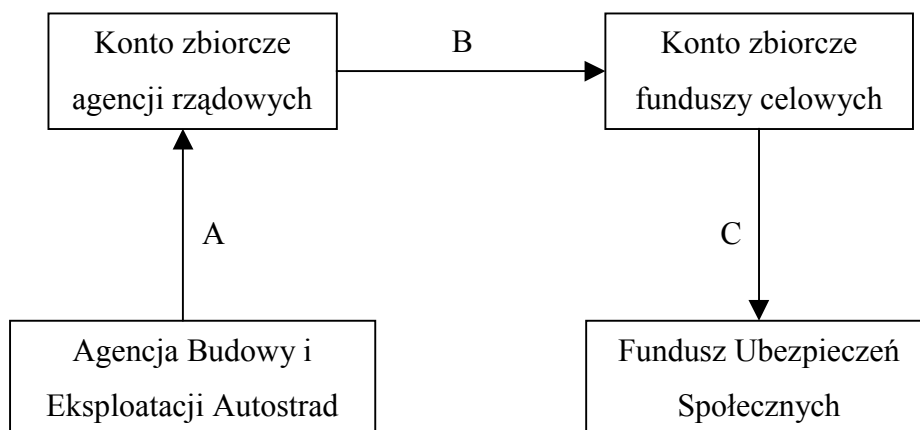 Konto zbiorcze
agencji rządowych
B
Konto zbiorcze
funduszy celowych
A
C
Agencja Budowy i
Eksploatacji Autostrad
Fundusz Ubezpieczeń
Społecznych